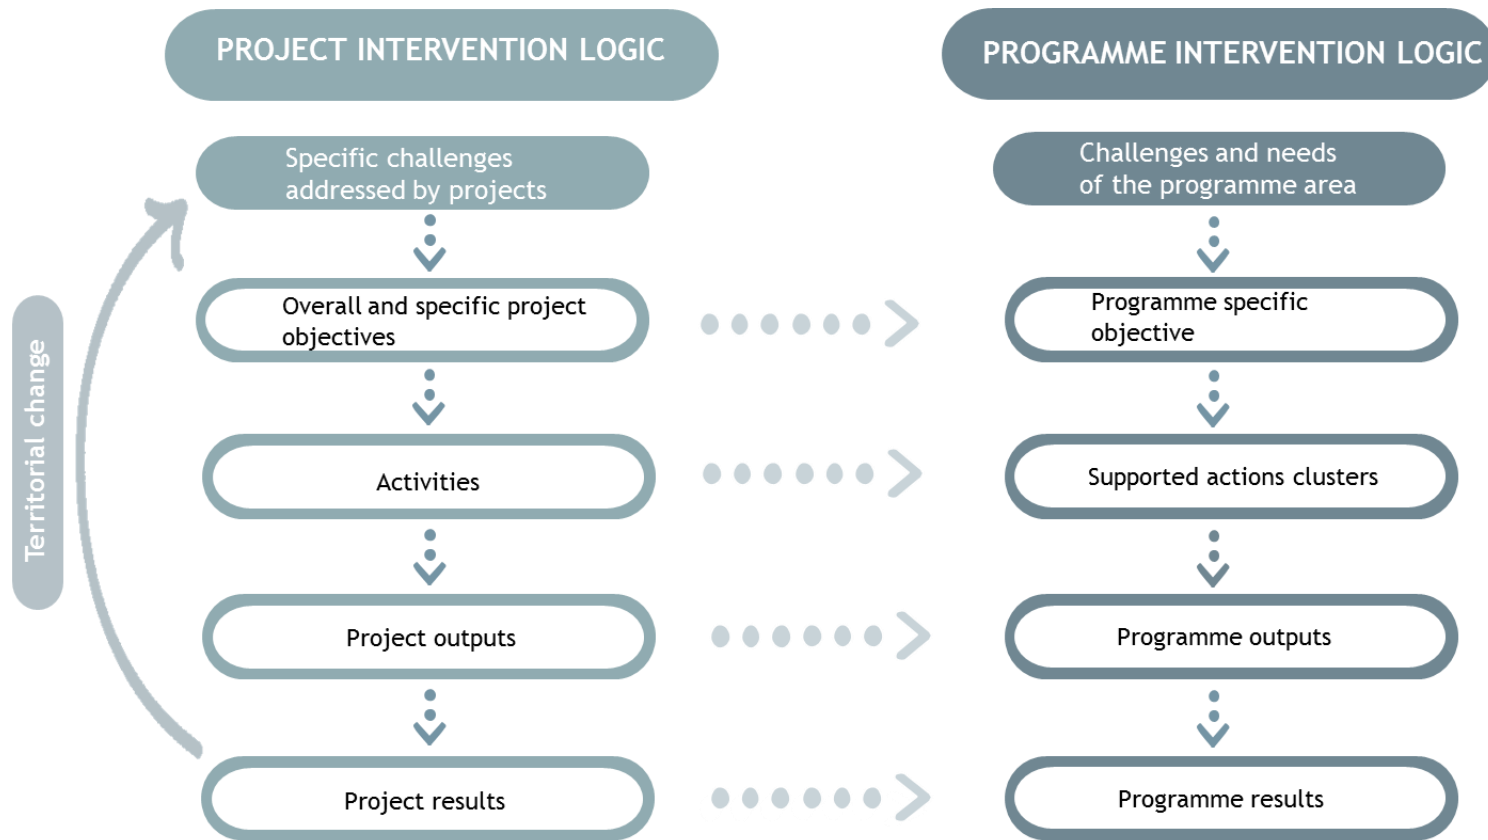 PROJECT INTERVENTION LOGIC
PROGRAMME INTERVENTION LOGIC
Specific challenges
addressed by projects
Challenges and needs
of the programme area
Overall and specific project
objectives
Programme specific
objective
Territorial change
Activities
Supported actions clusters
Project outputs
Programme outputs
Project results
Programme results